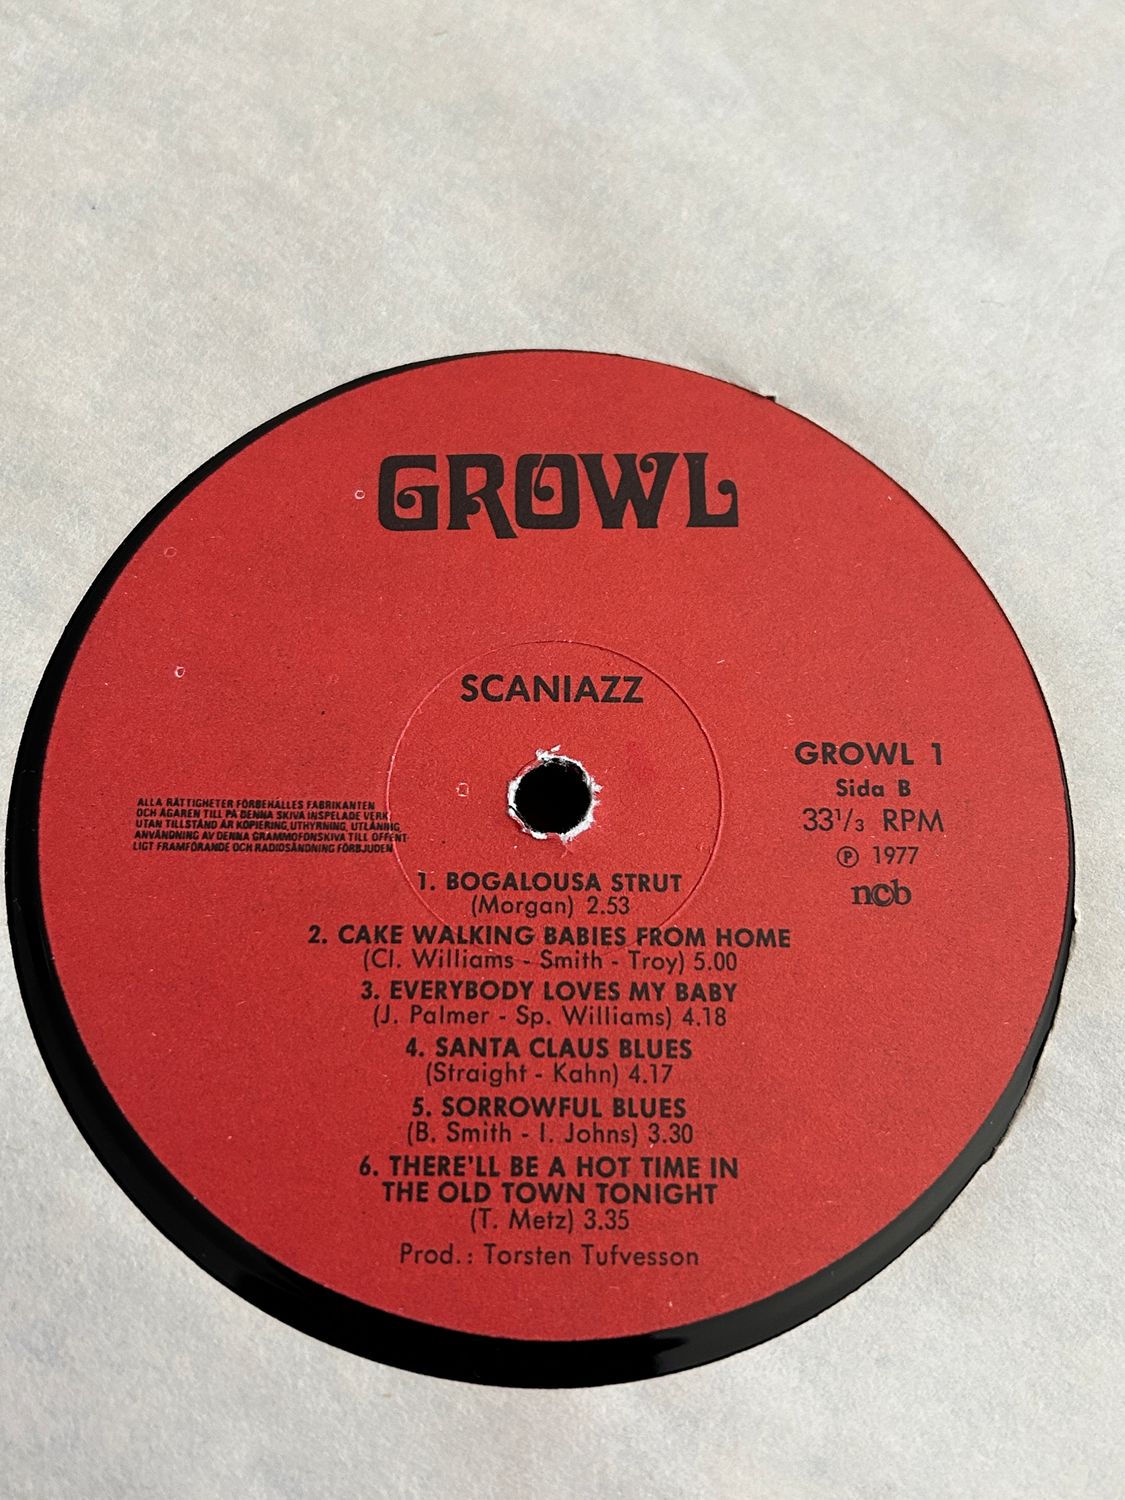 GROWL
SCANIAZZ
GROWL 1
Sida B
33 1/3 RPM
Ⓟ 1977
ncb
ALLA RÄTTIGHETER FÖRBEHÅLLES FABRIKANTEN
OCH ÄGAREN TILL PÅ DENNA SKIVA INSPELADE VERK.
UTAN TILLSTÅND ÄR KOPIERING, UTHYRNING, UTLÅNING,
ANVÄNDNING AV DENNA GRAMMOFONSKIVA TILL OFFENT-
LIGT FRAMFÖRANDE OCH RADIOSÄNDNING FÖRBJUDEN
1. BOGALOUSA STRUT
(Morgan) 2.53
2. CAKE WALKING BABIES FROM HOME
(Cl. Williams - Smith - Troy) 5.00
3. EVERYBODY LOVES MY BABY
(J. Palmer - Sp. Williams) 4.18
4. SANTA CLAUS BLUES
(Straight - Kahn) 4.17
5. SORROWFUL BLUES
(B. Smith - I. Johns) 3.30
6. THERE'LL BE A HOT TIME IN
THE OLD TOWN TONIGHT
(T. Metz) 3.35
Prod.: Torsten Tufvesson